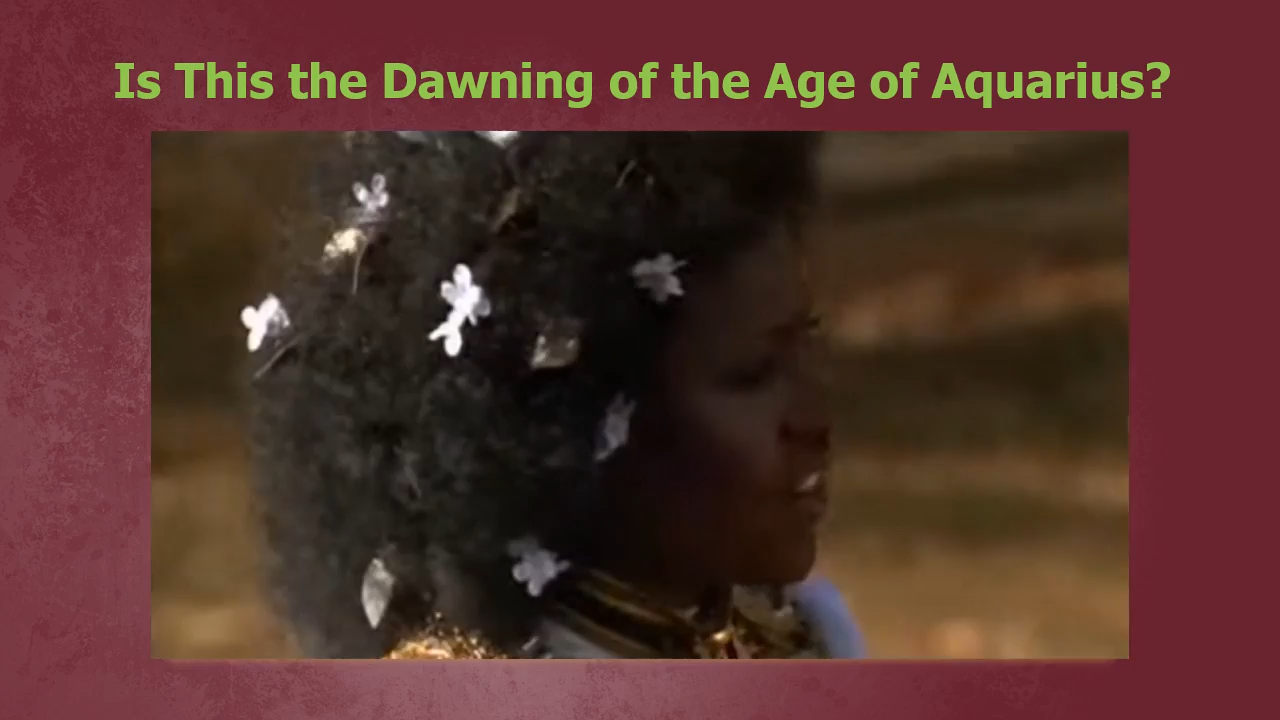 Is This the Dawning of the Age of Aquarius?